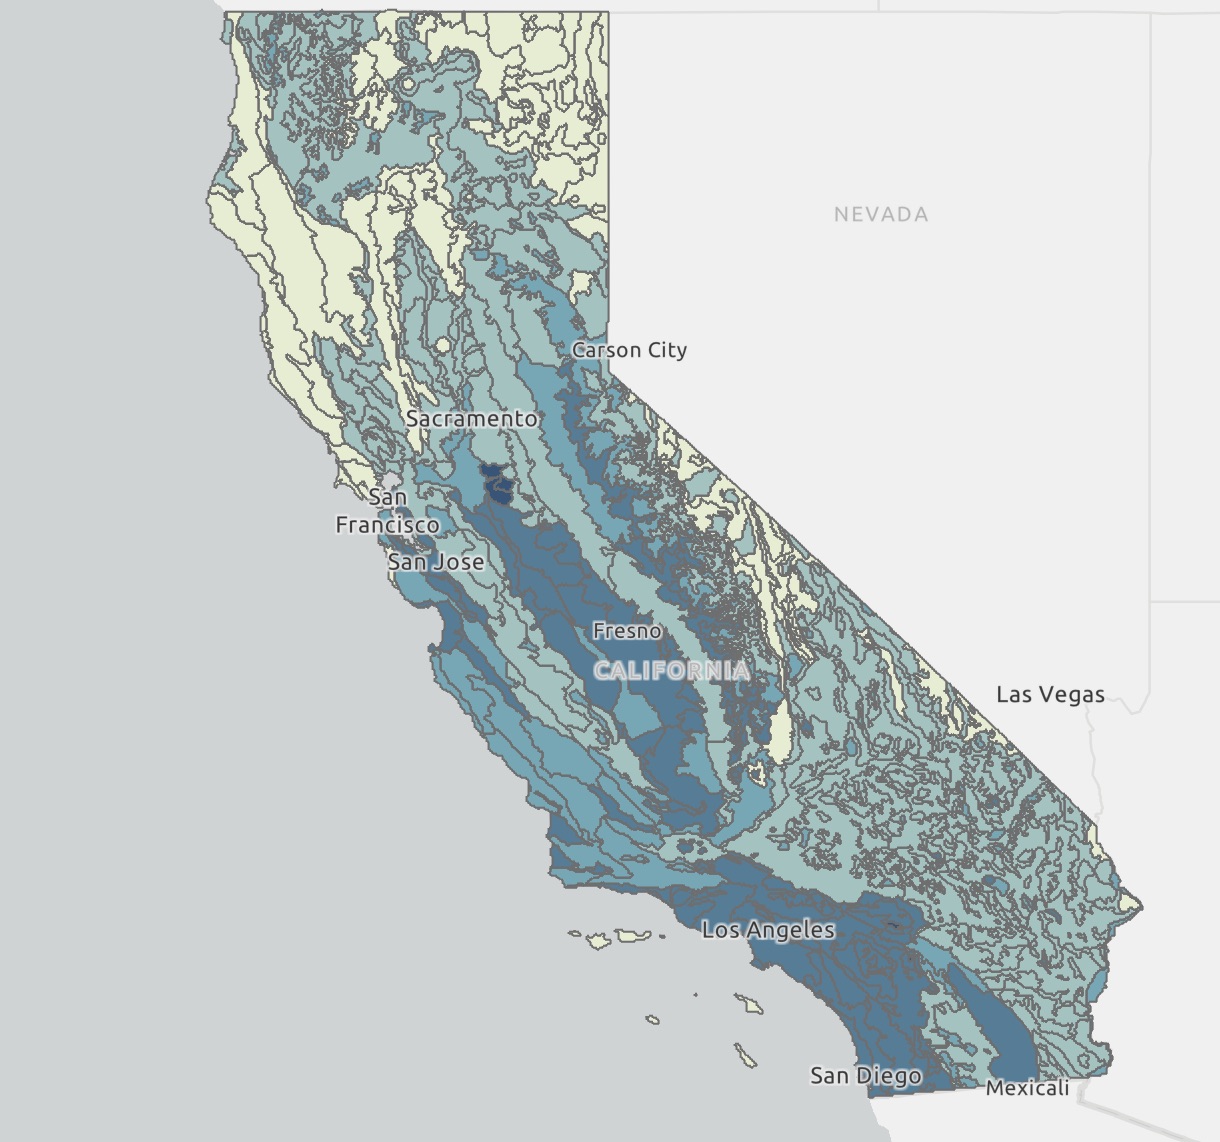 NEVADA
Carson City
Sacramento
San
Francisco
San Jose
Fresno
CALIFORNIA
Las Vegas
Los Angeles
San Diego
Mexicali